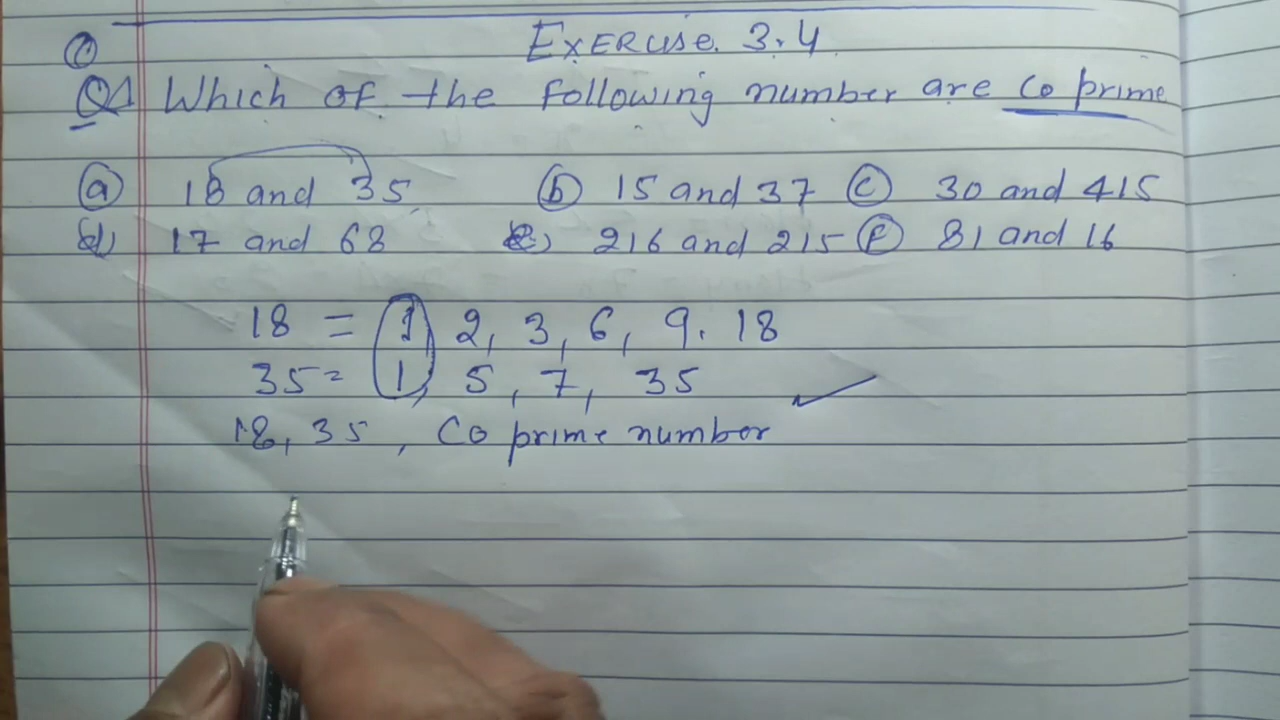 Exercise. 3.4
Q1 Which of the following number are Co prime
(a) 18 and 35 (b) 15 and 37 (c) 30 and 415
(d) 17 and 68 (e) 216 and 215 (f) 81 and 16
18 = 1, 2, 3, 6, 9. 18
35 = 1, 5, 7, 35
18, 35, Co prime number